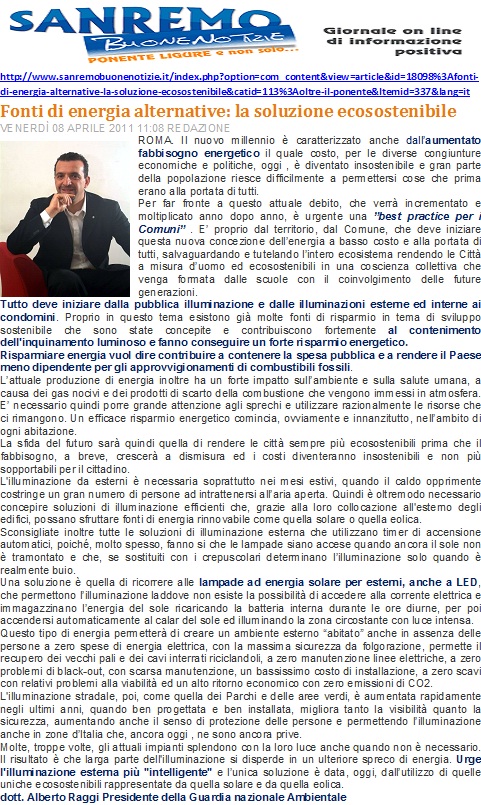 SANREMO
BUONENOTIZIE
PONENTE LIGURE e non solo...
Giornale on line
di informazione
positiva
http://www.sanremobuonenotizie.it/index.php?option=com_content&view=article&id=18098%3Afonti-
di-energia-alternative-la-soluzione-ecosostenibile&catid=113%3Aoltre-il-ponente&Itemid=337&lang=it
Fonti di energia alternative: la soluzione ecosostenibile
VENERDÌ 08 APRILE 2011 11:08 REDAZIONE
ROMA. Il nuovo millennio è caratterizzato anche dall'aumentato
fabbisogno energetico il quale costo, per le diverse congiunture
economiche e politiche, oggi , è diventato insostenibile e gran parte
della popolazione riesce difficilmente a permettersi cose che prima
erano alla portata di tutti.
Per far fronte a questo attuale debito, che verrà incrementato e
moltiplicato anno dopo anno, è urgente una "best practice per i
Comuni" . E' proprio dal territorio, dal Comune, che deve iniziare
questa nuova concezione dell'energia a basso costo e alla portata di
tutti, salvaguardando e tutelando l'intero ecosistema rendendo le Città
a misura d'uomo ed ecosostenibili in una coscienza collettiva che
venga formata dalle scuole con il coinvolgimento delle future
generazioni.
Tutto deve iniziare dalla pubblica illuminazione e dalle illuminazioni esterne ed interne ai
condomini. Proprio in questo tema esistono già molte fonti di risparmio in tema di sviluppo
sostenibile che sono state concepite e contribuiscono fortemente al contenimento
dell'inquinamento luminoso e fanno conseguire un forte risparmio energetico.
Risparmiare energia vuol dire contribuire a contenere la spesa pubblica e a rendere il Paese
meno dipendente per gli approvvigionamenti di combustibili fossili.
L'attuale produzione di energia inoltre ha un forte impatto sull'ambiente e sulla salute umana, a
causa dei gas nocivi e dei prodotti di scarto della combustione che vengono immessi in atmosfera.
E' necessario quindi porre grande attenzione agli sprechi e utilizzare razionalmente le risorse che
ci rimangono. Un efficace risparmio energetico comincia, ovviamente e innanzitutto, nell'ambito di
ogni abitazione.
La sfida del futuro sarà quindi quella di rendere le città sempre più ecosostenibili prima che il
fabbisogno, a breve, crescerà a dismisura ed i costi diventeranno insostenibili e non più
sopportabili per il cittadino.
L'illuminazione da esterni è necessaria soprattutto nei mesi estivi, quando il caldo opprimente
costringe un gran numero di persone ad intrattenersi all'aria aperta. Quindi è oltremodo necessario
concepire soluzioni di illuminazione efficienti che, grazie alla loro collocazione all'esterno degli
edifici, possano sfruttare fonti di energia rinnovabile come quella solare o quella eolica.
Sconsigliate inoltre tutte le soluzioni di illuminazione esterna che utilizzano timer di accensione
automatici, poiché, molto spesso, fanno si che le lampade siano accese quando ancora il sole non
è tramontato e che, se sostituiti con i crepuscolari determinano l'illuminazione solo quando è
realmente buio.
Una soluzione è quella di ricorrere alle lampade ad energia solare per esterni, anche a LED,
che permettono l'illuminazione laddove non esiste la possibilità di accedere alla corrente elettrica e
immagazzinano l'energia del sole ricaricando la batteria interna durante le ore diurne, per poi
accendersi automaticamente al calar del sole ed illuminando la zona circostante con luce intensa.
Questo tipo di energia permetterà di creare un ambiente esterno "abitato" anche in assenza delle
persone a zero spese di energia elettrica, con la massima sicurezza da folgorazione, permette il
recupero dei vecchi pali e dei cavi interrati riciclandoli, a zero manutenzione linee elettriche, a zero
problemi di black-out, con scarsa manutenzione, un bassissimo costo di installazione, a zero scavi
con relativi problemi alla viabilità ed un alto ritorno economico con zero emissioni di CO2.
L'illuminazione stradale, poi, come quella dei Parchi e delle aree verdi, è aumentata rapidamente
negli ultimi anni, quando ben progettata e ben installata, migliora tanto la visibilità quanto la
sicurezza, aumentando anche il senso di protezione delle persone e permettendo l'illuminazione
anche in zone d'Italia che, ancora oggi , ne sono ancora prive.
Molte, troppe volte, gli attuali impianti splendono con la loro luce anche quando non è necessario.
Il risultato è che larga parte dell'illuminazione si disperde in un ulteriore spreco di energia. Urge
l'illuminazione esterna più "intelligente" e l'unica soluzione è data, oggi, dall'utilizzo di quelle
uniche ecosostenibili rappresentate da quella solare e da quella eolica.
dott. Alberto Raggi Presidente della Guardia nazionale Ambientale